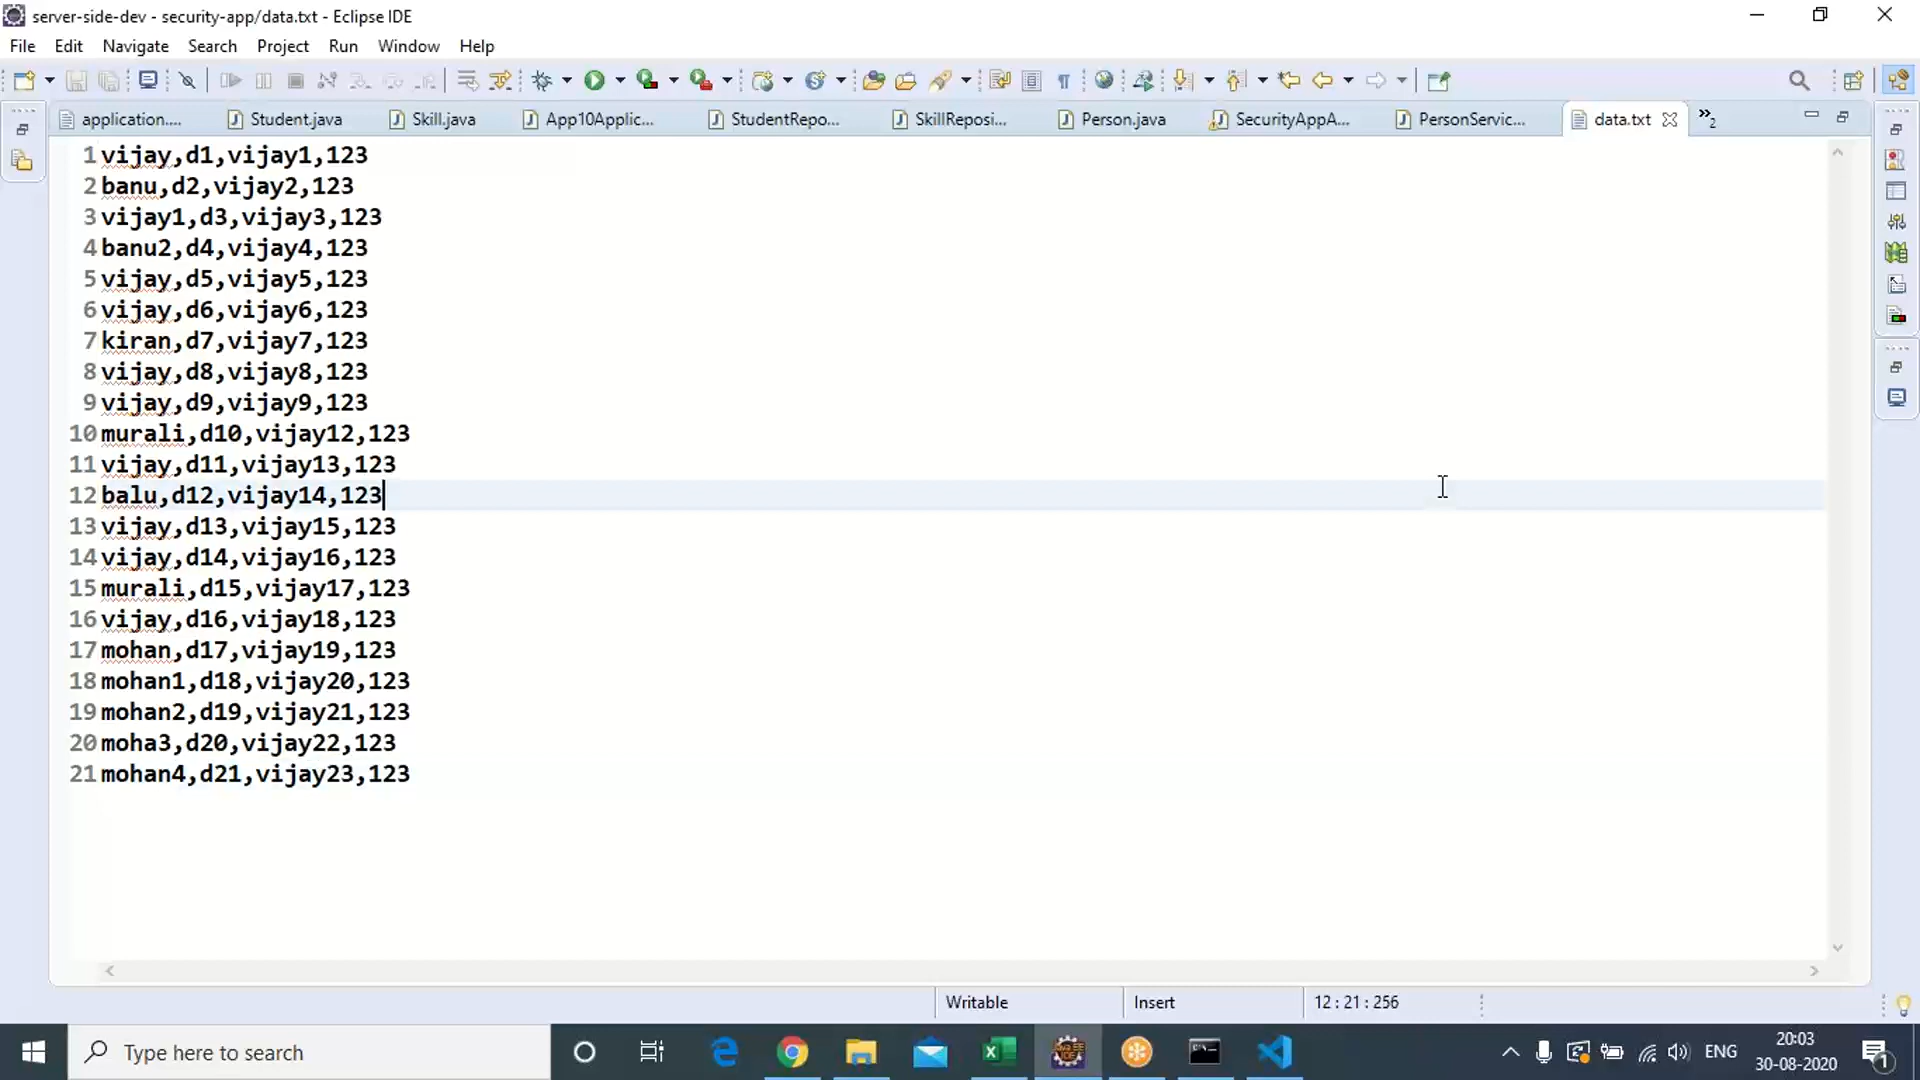 server-side-dev - security-app/data.txt - Eclipse IDE
File Edit Navigate Search Project Run Window Help
application.... Student.java Skill.java App10Applic... StudentRepo... SkillReposi... Person.java SecurityAppA... PersonServic... data.txt »2
1 vijay,d1,vijay1,123
2 banu,d2,vijay2,123
3 vijay1,d3,vijay3,123
4 banu2,d4,vijay4,123
5 vijay,d5,vijay5,123
6 vijay,d6,vijay6,123
7 kiran,d7,vijay7,123
8 vijay,d8,vijay8,123
9 vijay,d9,vijay9,123
10 murali,d10,vijay12,123
11 vijay,d11,vijay13,123
12 balu,d12,vijay14,123
13 vijay,d13,vijay15,123
14 vijay,d14,vijay16,123
15 murali,d15,vijay17,123
16 vijay,d16,vijay18,123
17 mohan,d17,vijay19,123
18 mohan1,d18,vijay20,123
19 mohan2,d19,vijay21,123
20 moha3,d20,vijay22,123
21 mohan4,d21,vijay23,123
Writable Insert 12 : 21 : 256
Type here to search
ENG
20:03
30-08-2020
1